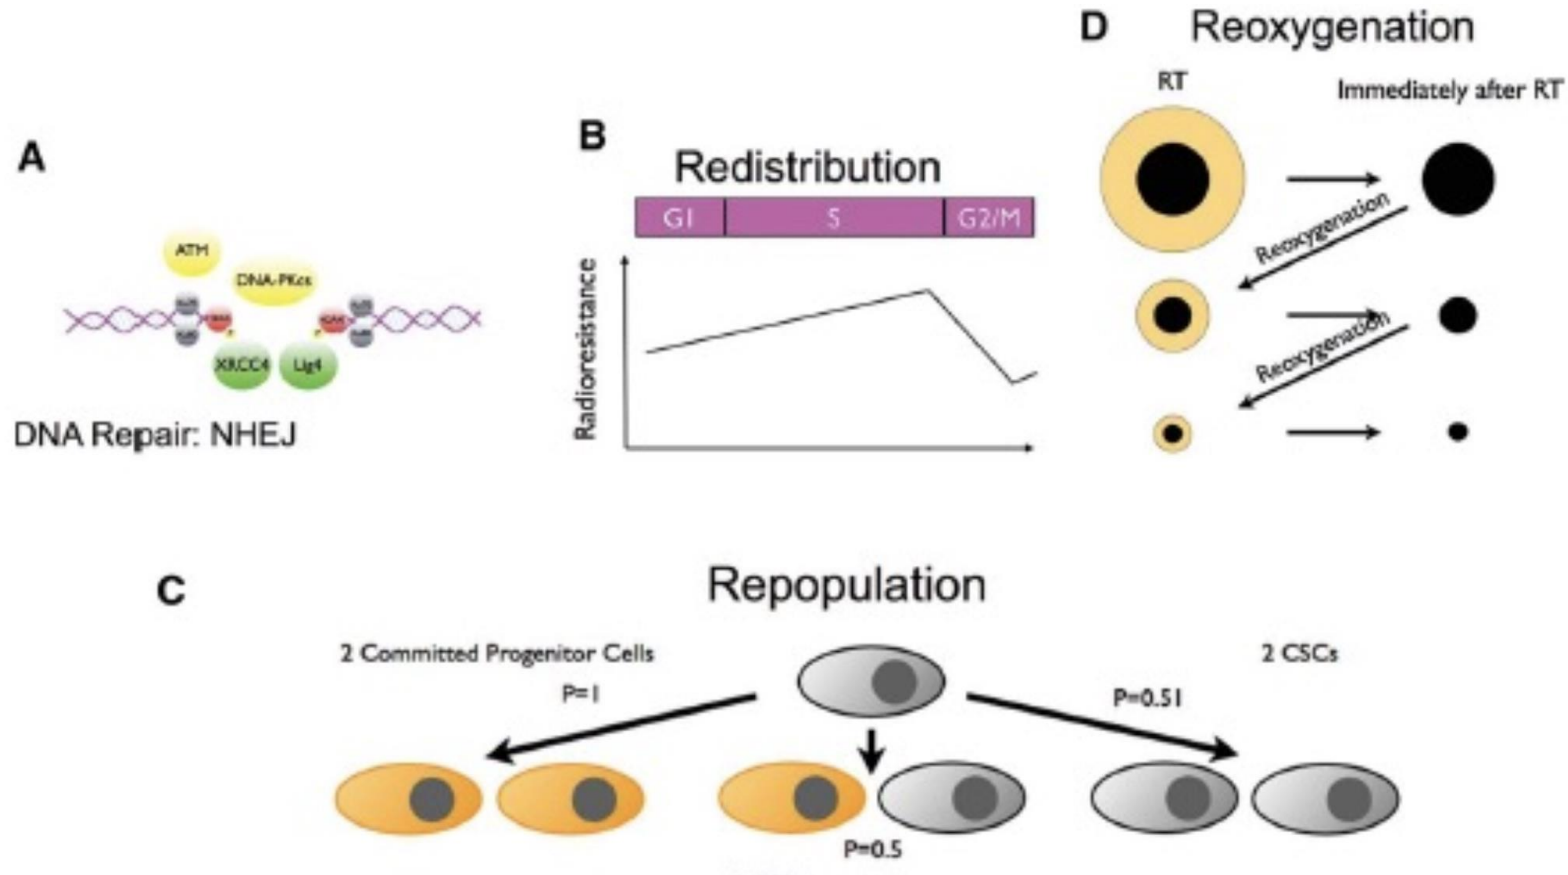 A
ATM
DNA-PKcs
XRCC4
Lig4
DNA Repair: NHEJ
B
Redistribution
G1
S
G2/M
Radioresistance
D
Reoxygenation
RT
Immediately after RT
Reoxygenation
Reoxygenation
C
Repopulation
2 Committed Progenitor Cells
2 CSCs
P=1
P=0.51
P=0.5